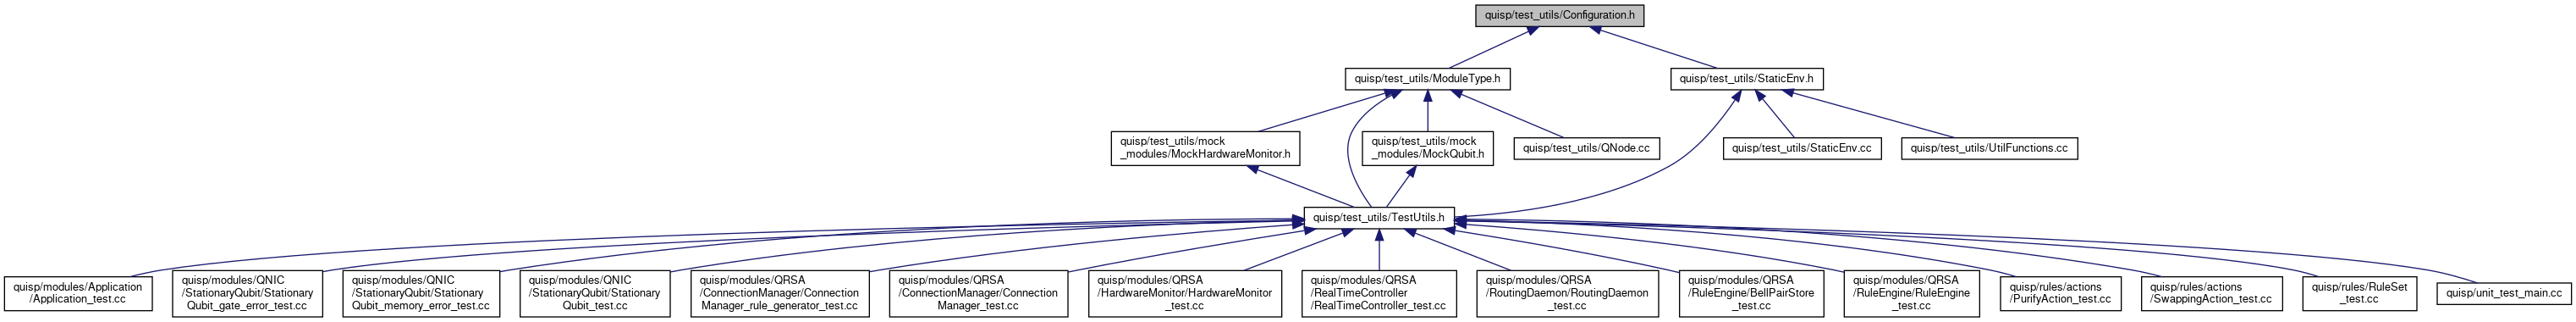 quisp/test_utils/Configuration.h
quisp/test_utils/ModuleType.h
quisp/test_utils/StaticEnv.h
quisp/test_utils/mock
_modules/MockHardwareMonitor.h
quisp/test_utils/mock
_modules/MockQubit.h
quisp/test_utils/QNode.cc
quisp/test_utils/StaticEnv.cc
quisp/test_utils/UtilFunctions.cc
quisp/test_utils/TestUtils.h
quisp/modules/Application
/Application_test.cc
quisp/modules/QNIC
/StationaryQubit/Stationary
Qubit_gate_error_test.cc
quisp/modules/QNIC
/StationaryQubit/Stationary
Qubit_memory_error_test.cc
quisp/modules/QNIC
/StationaryQubit/Stationary
Qubit_test.cc
quisp/modules/QRSA
/ConnectionManager/Connection
Manager_rule_generator_test.cc
quisp/modules/QRSA
/ConnectionManager/Connection
Manager_test.cc
quisp/modules/QRSA
/HardwareMonitor/HardwareMonitor
_test.cc
quisp/modules/QRSA
/RealTimeController
/RealTimeController_test.cc
quisp/modules/QRSA
/RoutingDaemon/RoutingDaemon
_test.cc
quisp/modules/QRSA
/RuleEngine/BellPairStore
_test.cc
quisp/modules/QRSA
/RuleEngine/RuleEngine
_test.cc
quisp/rules/actions
/PurifyAction_test.cc
quisp/rules/actions
/SwappingAction_test.cc
quisp/rules/RuleSet
_test.cc
quisp/unit_test_main.cc